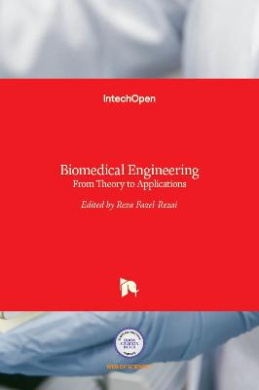 IntechOpen
Biomedical Engineering
From Theory to Applications
Edited by Reza Fazel-Rezai